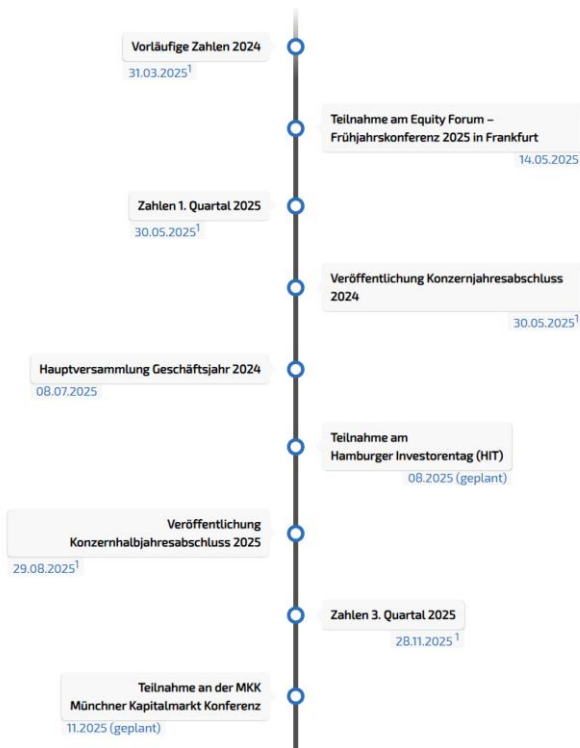 Vorläufige Zahlen 2024
31.03.2025¹
Teilnahme am Equity Forum –
Frühjahrskonferenz 2025 in Frankfurt
14.05.2025
Zahlen 1. Quartal 2025
30.05.2025¹
Veröffentlichung Konzernjahresabschluss
2024
30.05.2025¹
Hauptversammlung Geschäftsjahr 2024
08.07.2025
Teilnahme am
Hamburger Investorentag (HIT)
08.2025 (geplant)
Veröffentlichung
Konzernhalbjahresabschluss 2025
29.08.2025¹
Zahlen 3. Quartal 2025
28.11.2025 ¹
Teilnahme an der MKK
Münchner Kapitalmarkt Konferenz
11.2025 (geplant)